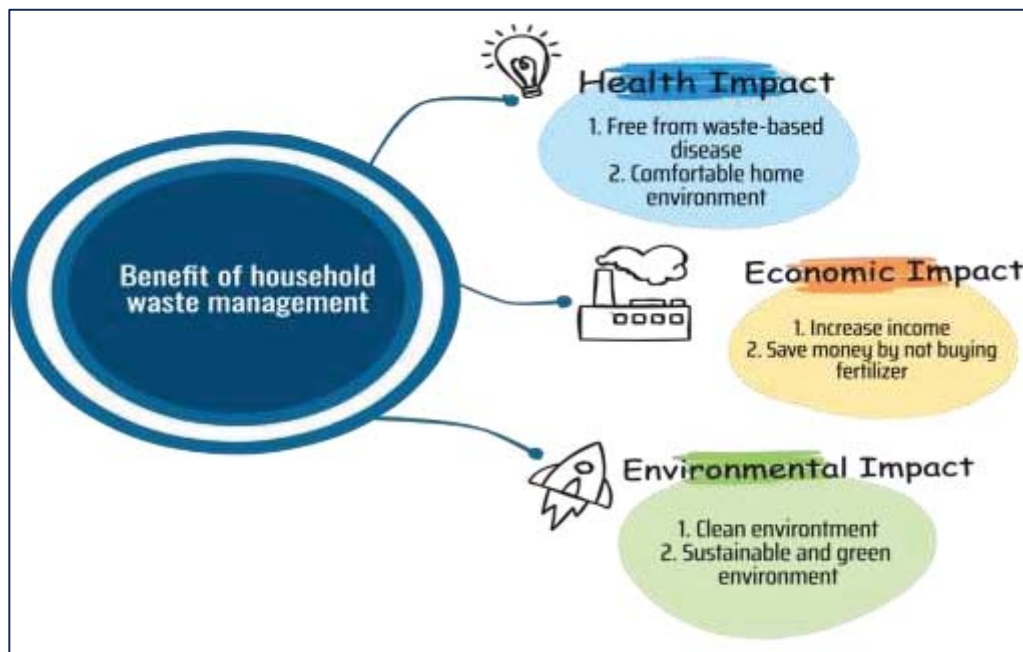 Benefit of household
waste management
Health Impact
1. Free from waste-based
disease
2. Comfortable home
environment
Economic Impact
1. Increase income
2. Save money by not buying
fertilizer
Environmental Impact
1. Clean environtment
2. Sustainable and green
environment